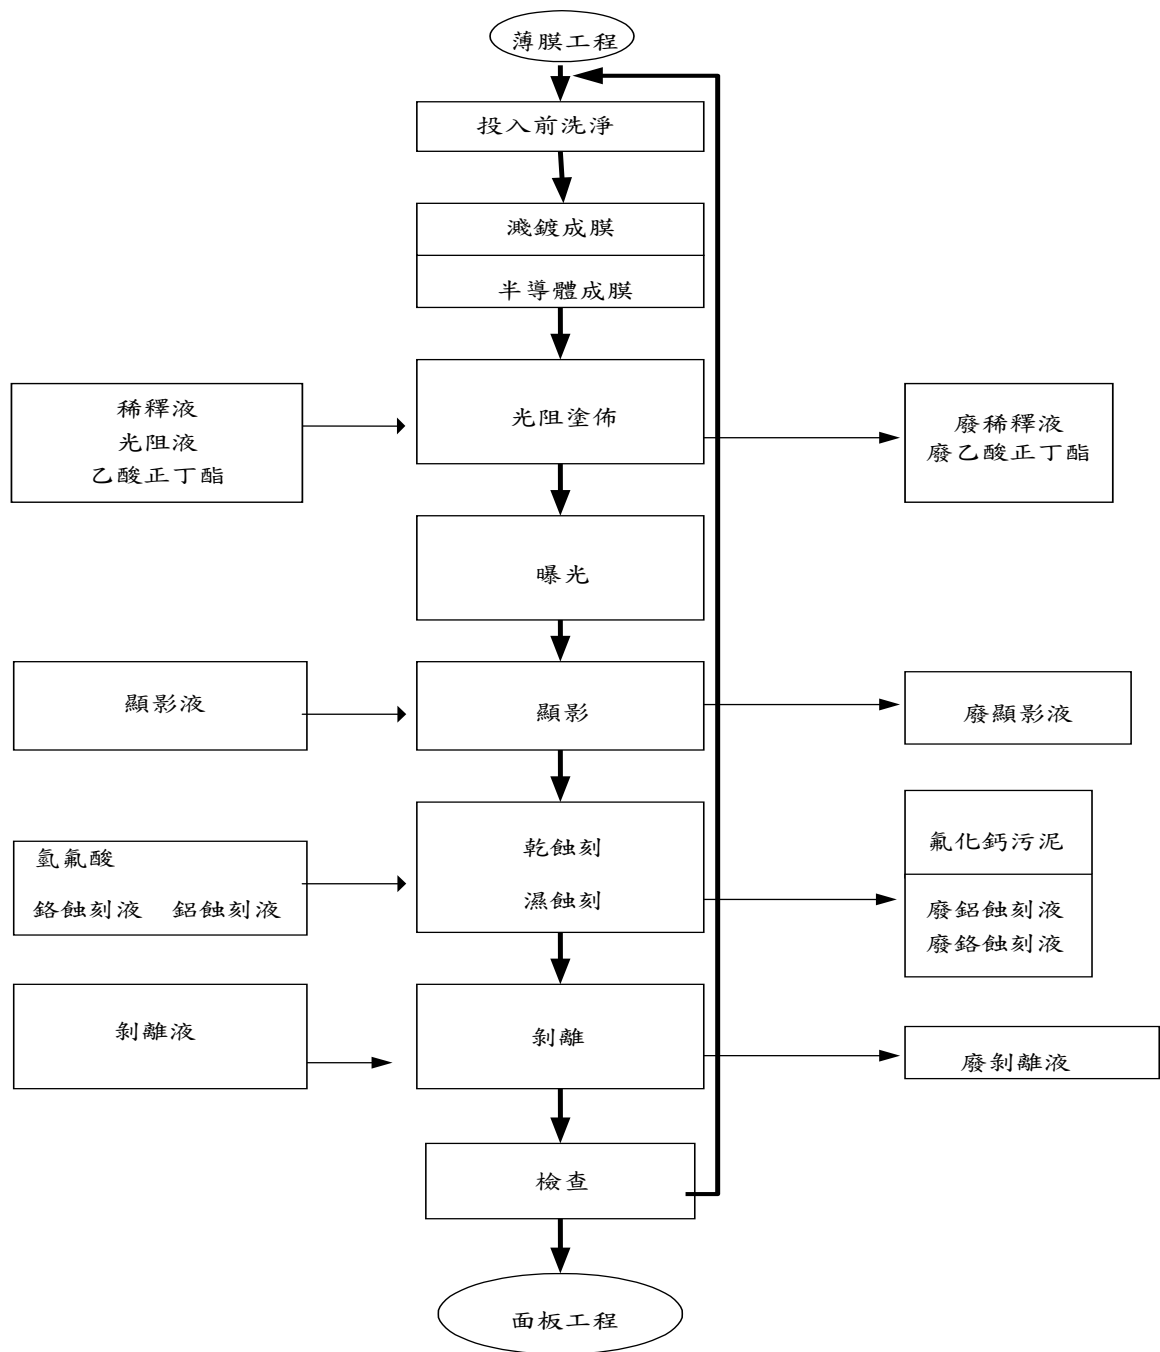 薄膜工程
投入前洗淨
濺鍍成膜
半導體成膜
稀釋液
光阻液
乙酸正丁酯
光阻塗佈
廢稀釋液
廢乙酸正丁酯
曝光
顯影液
顯影
廢顯影液
氫氟酸
鉻蝕刻液 鋁蝕刻液
乾蝕刻
濕蝕刻
氟化鈣污泥
廢鋁蝕刻液
廢鉻蝕刻液
剝離液
剝離
廢剝離液
檢查
面板工程